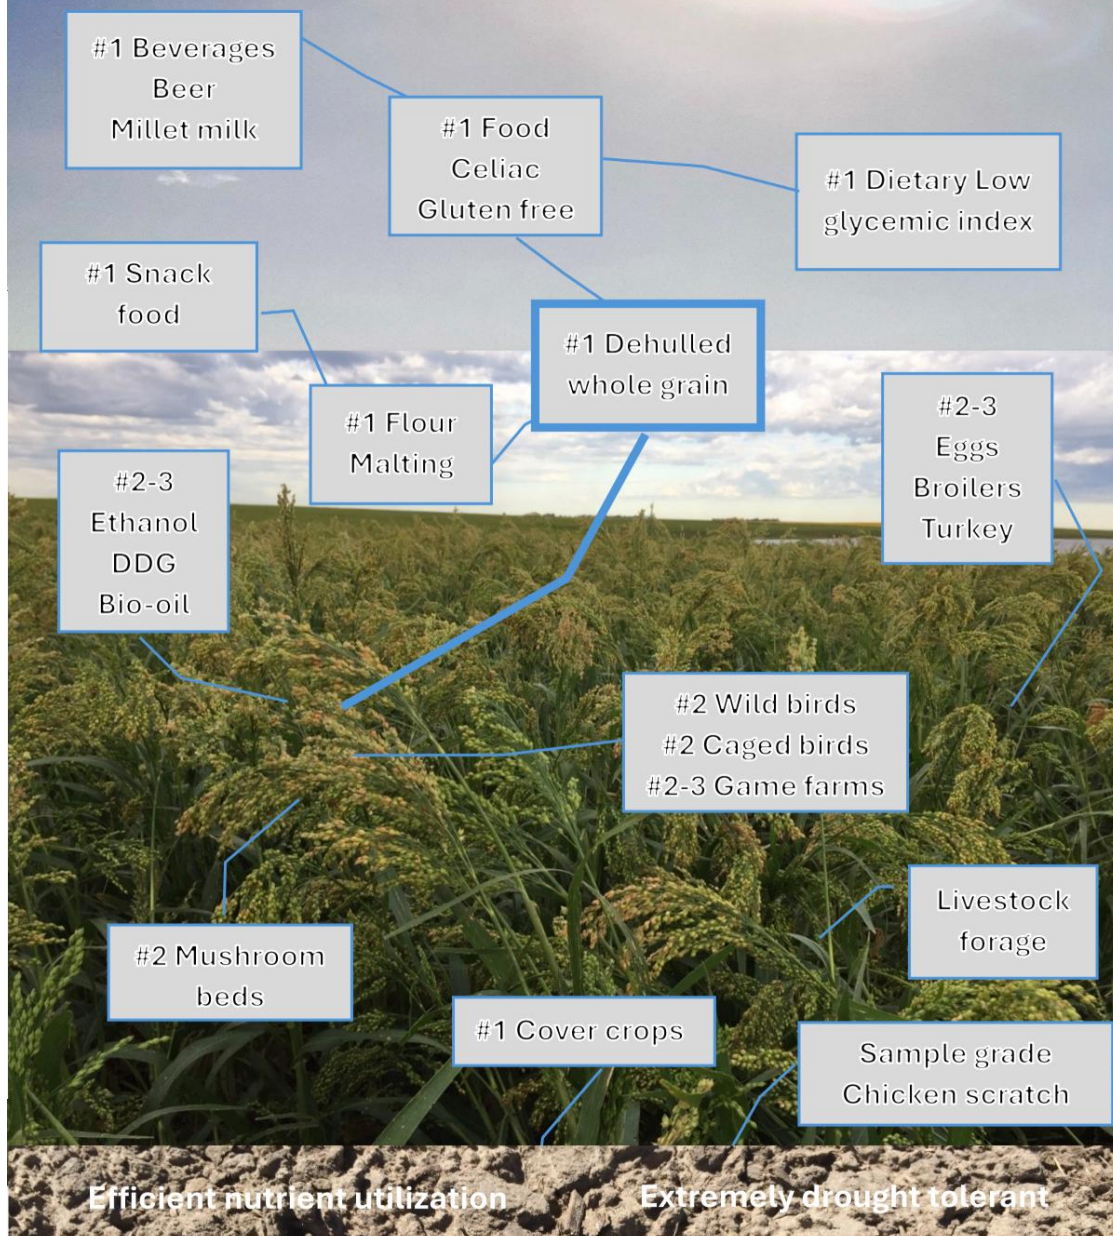 #1 Beverages
Beer
Millet milk
#1 Food
Celiac
Gluten free
#1 Dietary Low
glycemic index
#1 Snack
food
#1 Dehulled
whole grain
#1 Flour
Malting
#2-3
Eggs
Broilers
Turkey
#2-3
Ethanol
DDG
Bio-oil
#2 Wild birds
#2 Caged birds
#2-3 Game farms
Livestock
forage
#2 Mushroom
beds
#1 Cover crops
Sample grade
Chicken scratch
Efficient nutrient utilization
Extremely drought tolerant